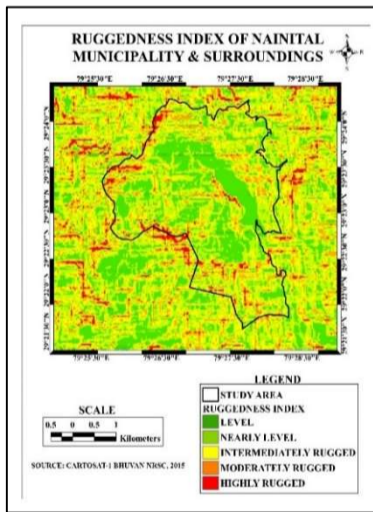 RUGGEDNESS INDEX OF NAINITAL
MUNICIPALITY & SURROUNDINGS
79°25'30"E 79°26'30"E 79°27'30"E 79°28'30"E
79°25'30"E 79°26'30"E 79°27'30"E 79°28'30"E
LEGEND
STUDY AREA
RUGGEDNESS INDEX
LEVEL
NEARLY LEVEL
INTERMEDIATELY RUGGED
MODERATELY RUGGED
HIGHLY RUGGED
SCALE
0.5 0 0.5 1
Kilometers
SOURCE: CARTOSAT-1 BHUVAN NRSC, 2015